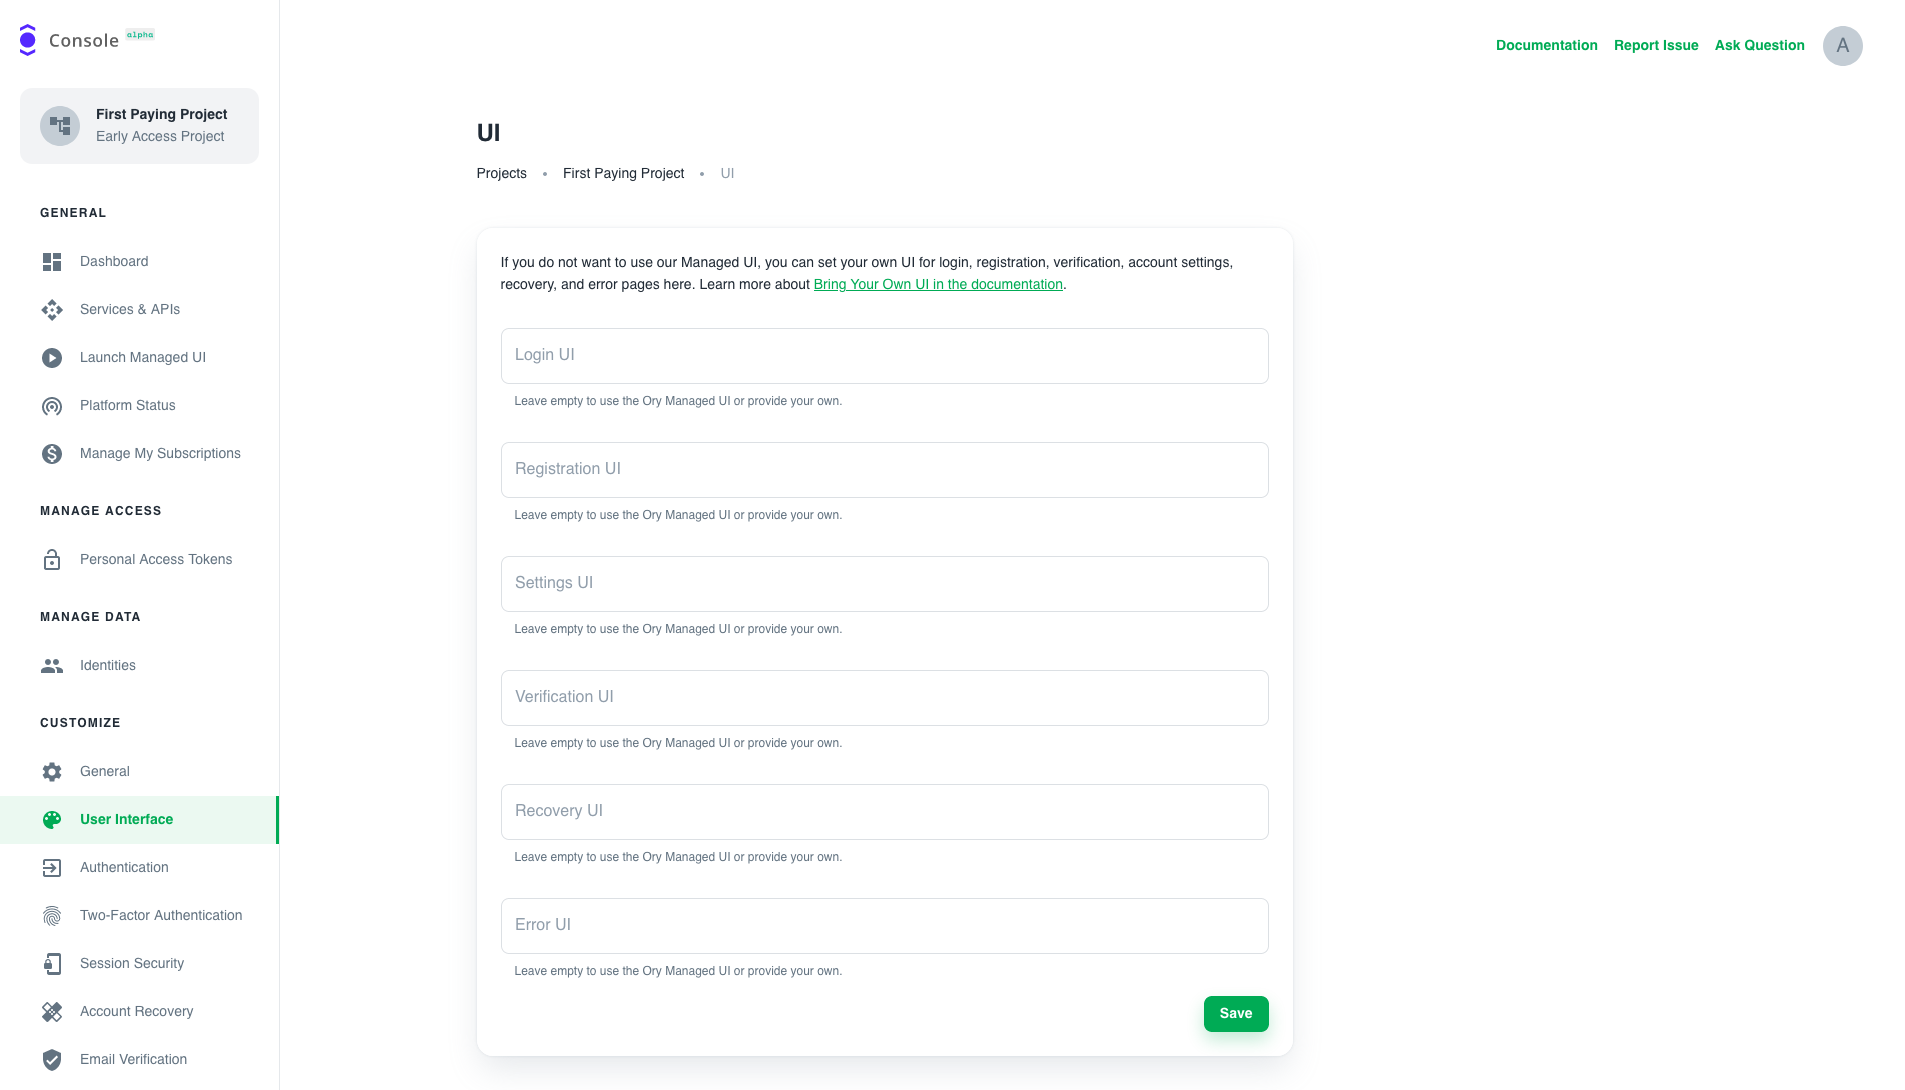 Console alpha
Documentation Report Issue Ask Question A
First Paying Project
Early Access Project
GENERAL
Dashboard
Services & APIs
Launch Managed UI
Platform Status
Manage My Subscriptions
MANAGE ACCESS
Personal Access Tokens
MANAGE DATA
Identities
CUSTOMIZE
General
User Interface
Authentication
Two-Factor Authentication
Session Security
Account Recovery
Email Verification
UI
Projects • First Paying Project • UI
If you do not want to use our Managed UI, you can set your own UI for login, registration, verification, account settings,
recovery, and error pages here. Learn more about Bring Your Own UI in the documentation.
Login UI
Leave empty to use the Ory Managed UI or provide your own.
Registration UI
Leave empty to use the Ory Managed UI or provide your own.
Settings UI
Leave empty to use the Ory Managed UI or provide your own.
Verification UI
Leave empty to use the Ory Managed UI or provide your own.
Recovery UI
Leave empty to use the Ory Managed UI or provide your own.
Error UI
Leave empty to use the Ory Managed UI or provide your own.
Save